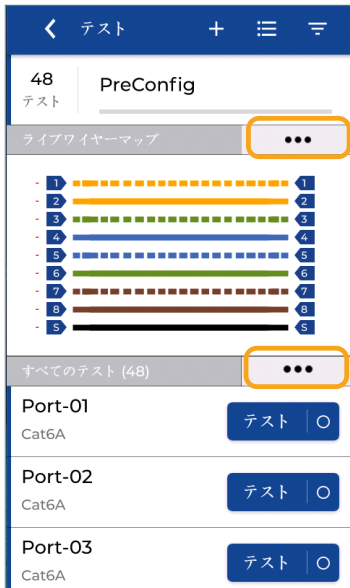 テスト
48
テスト
PreConfig
ライブワイヤーマップ
- 1 1
- 2 2
- 3 3
- 4 4
- 5 5
- 6 6
- 7 7
- 8 8
- S S
すべてのテスト (48)
Port-01
Cat6A
テスト
Port-02
Cat6A
テスト
Port-03
Cat6A
テスト